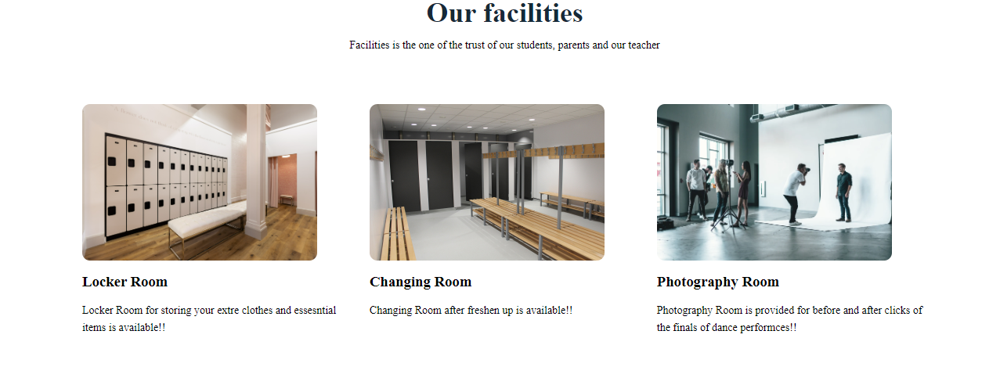 Our facilities
Facilities is the one of the trust of our students, parents and our teacher
Locker Room
Locker Room for storing your extre clothes and essesntial
items is available!!
Changing Room
Changing Room after freshen up is available!!
Photography Room
Photography Room is provided for before and after clicks of
the finals of dance performces!!